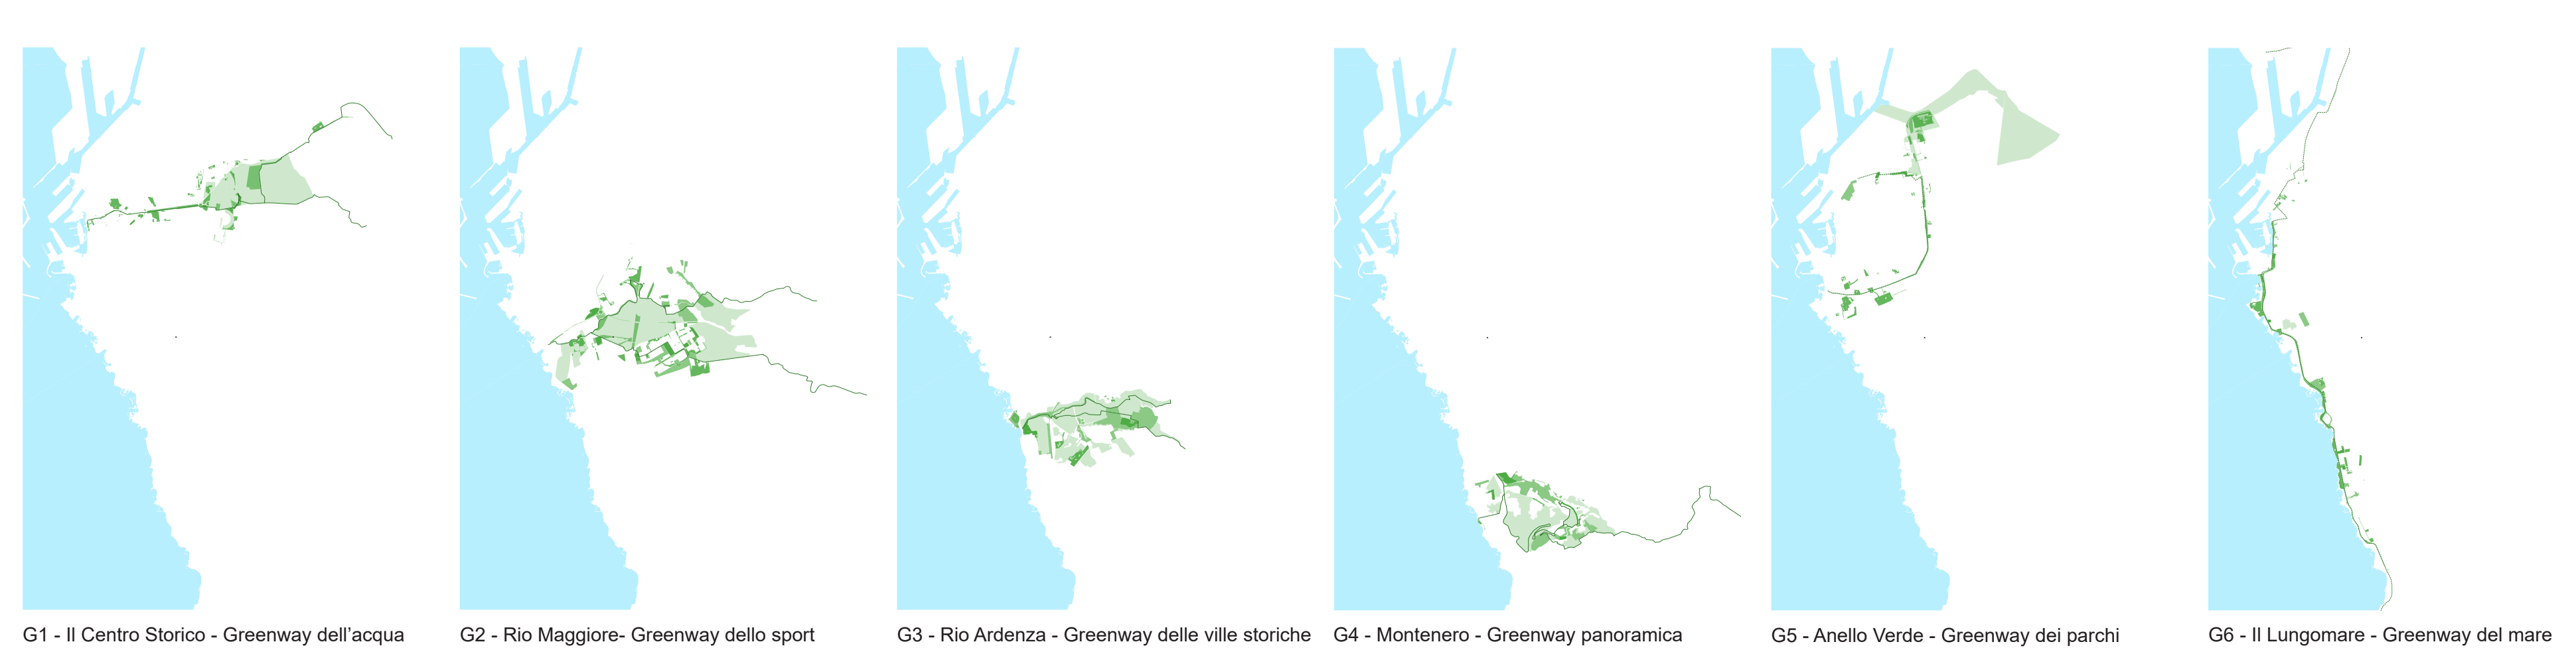 G1 - Il Centro Storico - Greenway dell’acqua
G2 - Rio Maggiore- Greenway dello sport
G3 - Rio Ardenza - Greenway delle ville storiche
G4 - Montenero - Greenway panoramica
G5 - Anello Verde - Greenway dei parchi
G6 - Il Lungomare - Greenway del mare